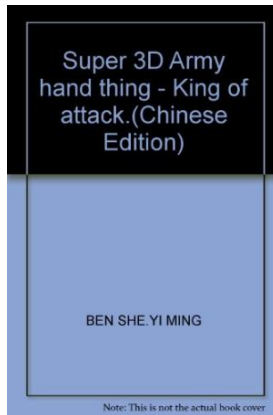 Super 3D Army
hand thing - King of
attack.(Chinese
Edition)
BEN SHE.YI MING
Note: This is not the actual book cover